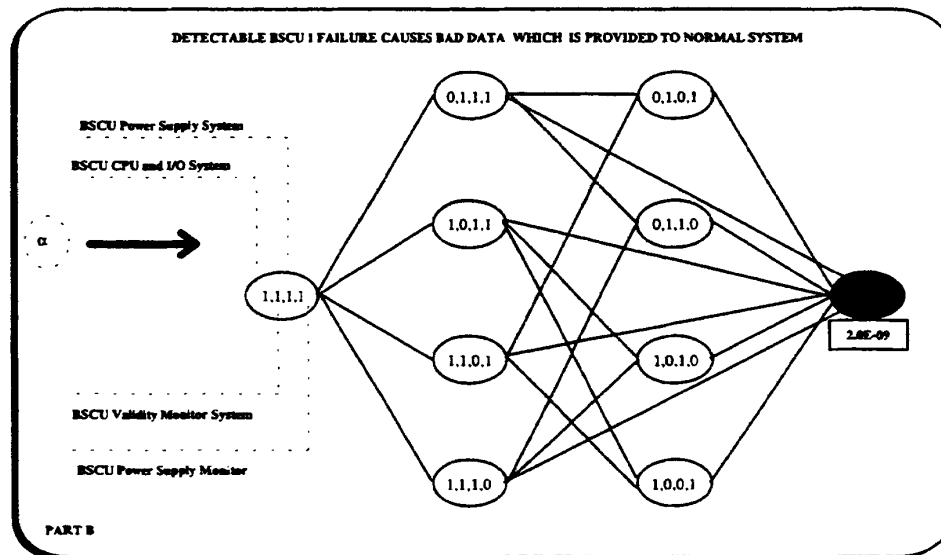 DETECTABLE BSCU 1 FAILURE CAUSES BAD DATA WHICH IS PROVIDED TO NORMAL SYSTEM
0,1,1,1
0,1,0,1
BSCU Power Supply System
BSCU CPU and I/O System
α
1,0,1,1
0,1,1,0
1,1,1,1
2.0E-09
1,1,0,1
1,0,1,0
BSCU Validity Monitor System
BSCU Power Supply Monitor
1,1,1,0
1,0,0,1
PART B